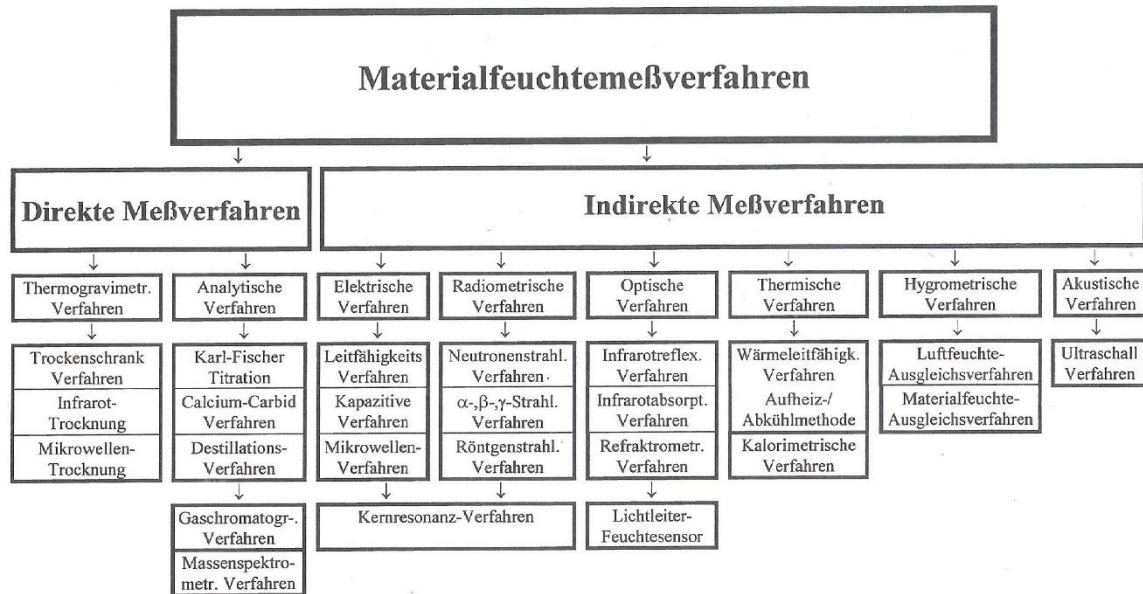 Materialfeuchtemeßverfahren
↓ ↓
Direkte Meßverfahren
Indirekte Meßverfahren
↓ ↓ ↓ ↓ ↓ ↓ ↓ ↓
Thermogravimetr.
Verfahren
Analytische
Verfahren
Elektrische
Verfahren
Radiometrische
Verfahren
Optische
Verfahren
Thermische
Verfahren
Hygrometrische
Verfahren
Akustische
Verfahren
↓ ↓ ↓ ↓ ↓ ↓ ↓ ↓
Trockenschrank
Verfahren
Infrarot-
Trocknung
Mikrowellen-
Trocknung
Karl-Fischer
Titration
Calcium-Carbid
Verfahren
Destillations-
Verfahren
Leitfähigkeits
Verfahren
Kapazitive
Verfahren
Mikrowellen-
Verfahren
Neutronenstrahl.
Verfahren.
α-,β-,γ-Strahl.
Verfahren
Röntgenstrahl.
Verfahren
Infrarotreflex.
Verfahren
Infrarotabsorpt.
Verfahren
Refraktrometr.
Verfahren
Wärmeleitfähigk.
Verfahren
Aufheiz-/
Abkühlmethode
Kalorimetrische
Verfahren
Luftfeuchte-
Ausgleichsverfahren
Materialfeuchte-
Ausgleichsverfahren
Ultraschall
Verfahren
↓ ↓ ↓ ↓
Gaschromatogr-.
Verfahren
Massenspektro-
metr. Verfahren
Kernresonanz-Verfahren
Lichtleiter-
Feuchtesensor